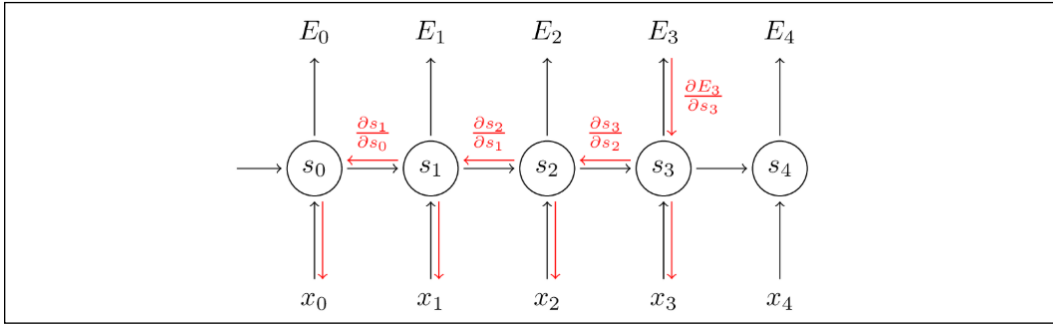 E₀ E₁ E₂ E₃ E₄
∂E₃/∂s₃
∂s₁/∂s₀ ∂s₂/∂s₁ ∂s₃/∂s₂
s₀ s₁ s₂ s₃ s₄
x₀ x₁ x₂ x₃ x₄